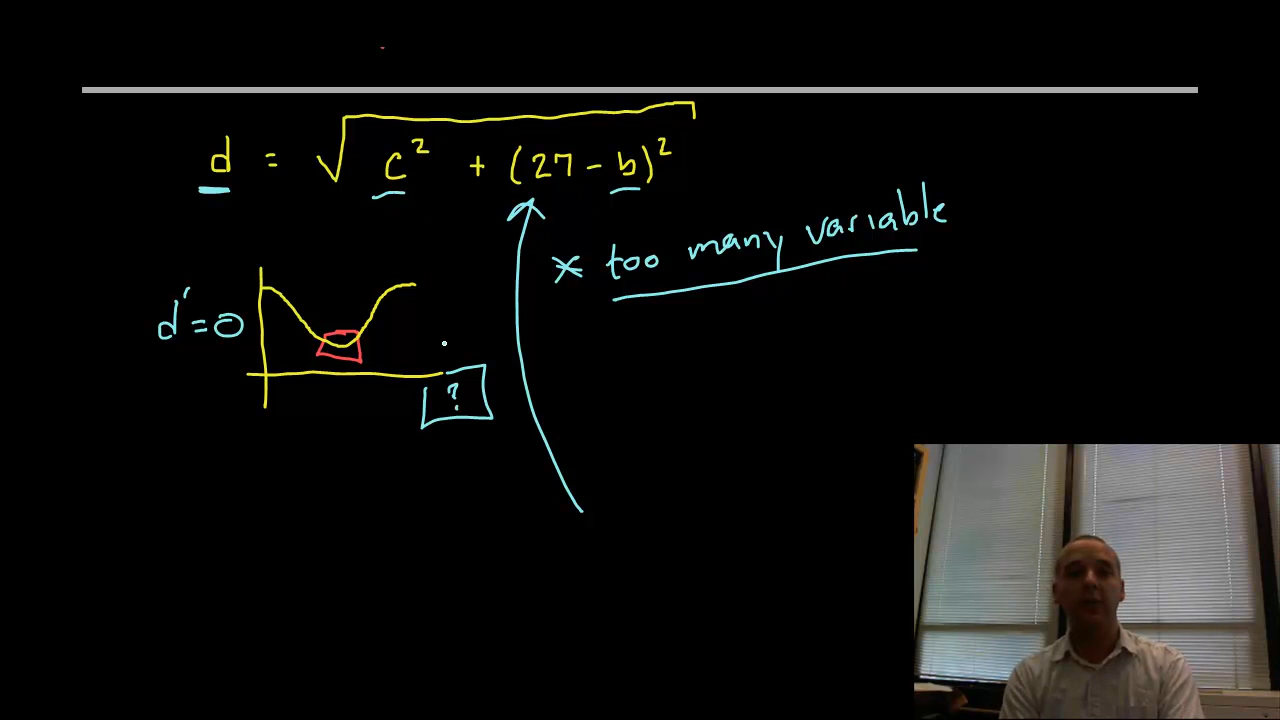 d = √c² + (27 - b)²
* too many variable
d' = 0
?